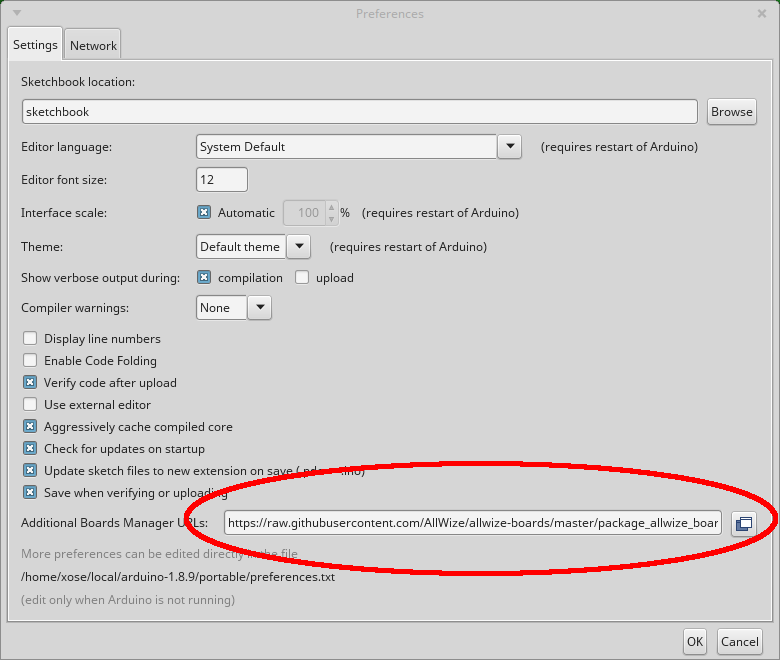 Preferences
Settings Network
Sketchbook location:
sketchbook Browse
Editor language: System Default (requires restart of Arduino)
Editor font size: 12
Interface scale: Automatic 100 % (requires restart of Arduino)
Theme: Default theme (requires restart of Arduino)
Show verbose output during: compilation upload
Compiler warnings: None
Display line numbers
Enable Code Folding
Verify code after upload
Use external editor
Aggressively cache compiled core
Check for updates on startup
Update sketch files to new extension on save
Save when verifying or uploading
Additional Boards Manager URLs: https://raw.githubusercontent.com/AllWize/allwize-boards/master/package_allwize_boar
More preferences can be edited directly in the file
/home/xose/local/arduino-1.8.9/portable/preferences.txt
(edit only when Arduino is not running)
OK Cancel